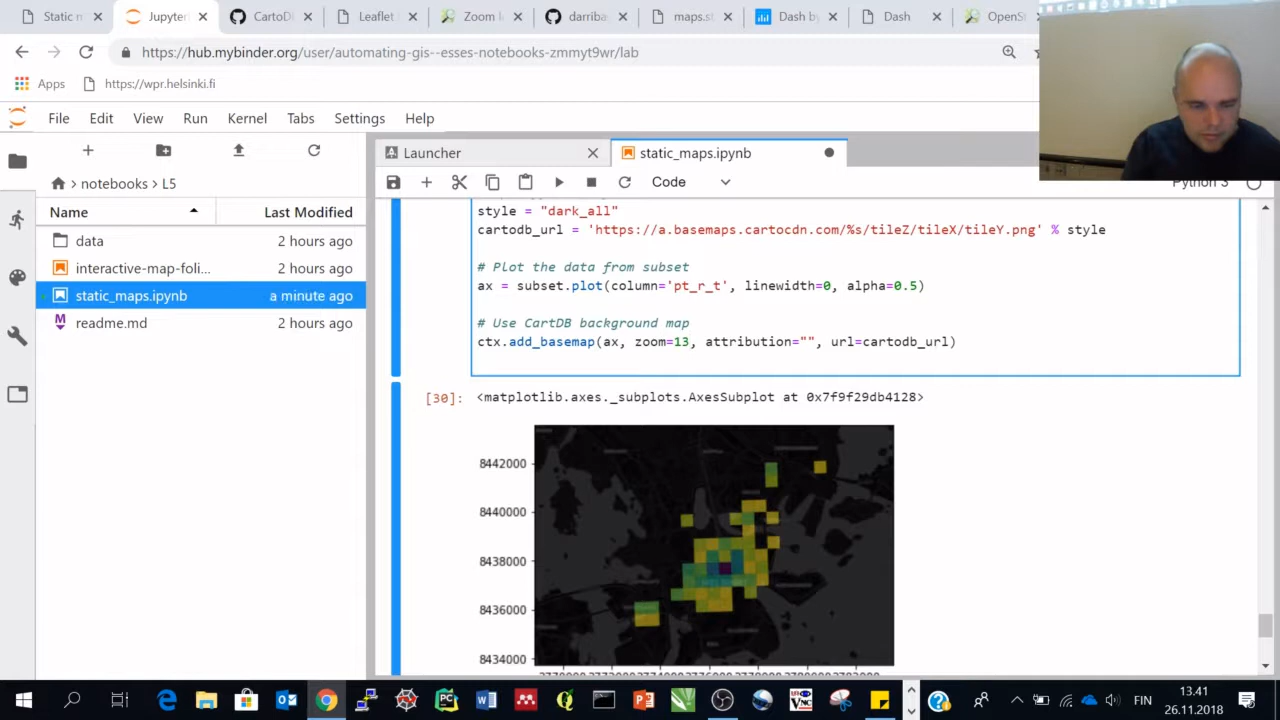 Static m
Jupyter
CartoDB
Leaflet
Zoom l
darriba
maps.st
Dash by
Dash
OpenSt
https://hub.mybinder.org/user/automating-gis--esses-notebooks-zmmyt9wr/lab
Apps
https://wpr.helsinki.fi
File Edit View Run Kernel Tabs Settings Help
Launcher
static_maps.ipynb
notebooks > L5
Code
Python 3
Name
Last Modified
data 2 hours ago
interactive-map-foli... 2 hours ago
static_maps.ipynb a minute ago
readme.md 2 hours ago
style = "dark_all"
cartodb_url = 'https://a.basemaps.cartocdn.com/%s/tileZ/tileX/tileY.png' % style
# Plot the data from subset
ax = subset.plot(column='pt_r_t', linewidth=0, alpha=0.5)
# Use CartDB background map
ctx.add_basemap(ax, zoom=13, attribution="", url=cartodb_url)
[30]: <matplotlib.axes._subplots.AxesSubplot at 0x7f9f29db4128>
8442000
8440000
8438000
8436000
8434000
FIN
13.41
26.11.2018